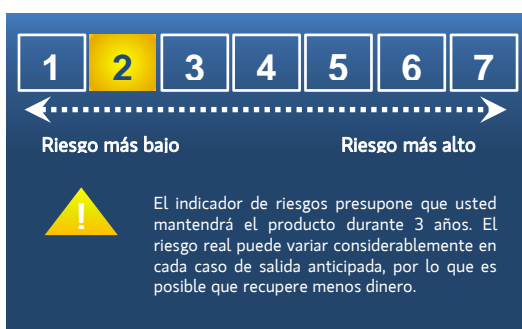 1 2 3 4 5 6 7
Riesgo más bajo Riesgo más alto
!
El indicador de riesgos presupone que usted
mantendrá el producto durante 3 años. El
riesgo real puede variar considerablemente en
cada caso de salida anticipada, por lo que es
posible que recupere menos dinero.